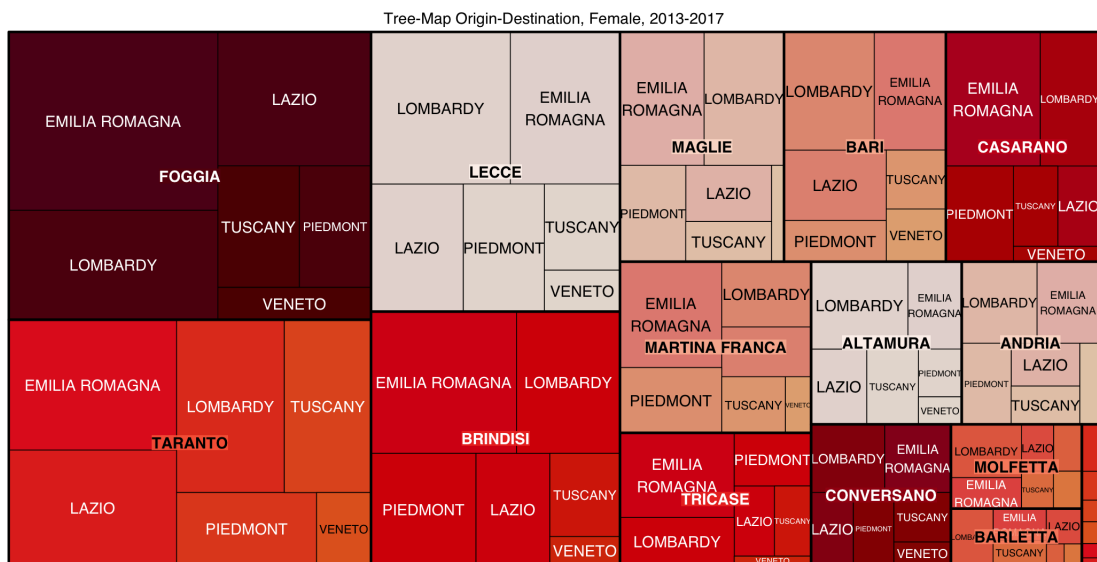 Tree-Map Origin-Destination, Female, 2013-2017
EMILIA ROMAGNA
LAZIO
FOGGIA
TUSCANY
PIEDMONT
LOMBARDY
VENETO
LOMBARDY
EMILIA
ROMAGNA
LECCE
LAZIO
PIEDMONT
TUSCANY
VENETO
EMILIA
ROMAGNA
LOMBARDY
MAGLIE
PIEDMONT
LAZIO
TUSCANY
LOMBARDY
EMILIA
ROMAGNA
BARI
LAZIO
TUSCANY
PIEDMONT
VENETO
EMILIA
ROMAGNA
LOMBARDY
CASARANO
PIEDMONT
TUSCANY
LAZIO
VENETO
EMILIA ROMAGNA
LOMBARDY
TUSCANY
TARANTO
LAZIO
PIEDMONT
VENETO
EMILIA ROMAGNA
LOMBARDY
BRINDISI
PIEDMONT
LAZIO
TUSCANY
VENETO
EMILIA
ROMAGNA
LOMBARDY
MARTINA FRANCA
PIEDMONT
TUSCANY
VENETO
LOMBARDY
EMILIA
ROMAGNA
ALTAMURA
LAZIO
TUSCANY
PIEDMONT
VENETO
LOMBARDY
EMILIA
ROMAGNA
ANDRIA
PIEDMONT
LAZIO
TUSCANY
EMILIA
ROMAGNA
PIEDMONT
TRICASE
LOMBARDY
LAZIO
TUSCANY
VENETO
LOMBARDY
EMILIA
ROMAGNA
CONVERSANO
LAZIO
PIEDMONT
TUSCANY
VENETO
LOMBARDY
LAZIO
MOLFETTA
EMILIA
ROMAGNA
TUSCANY
EMILIA
LAZIO
BARLETTA
TUSCANY